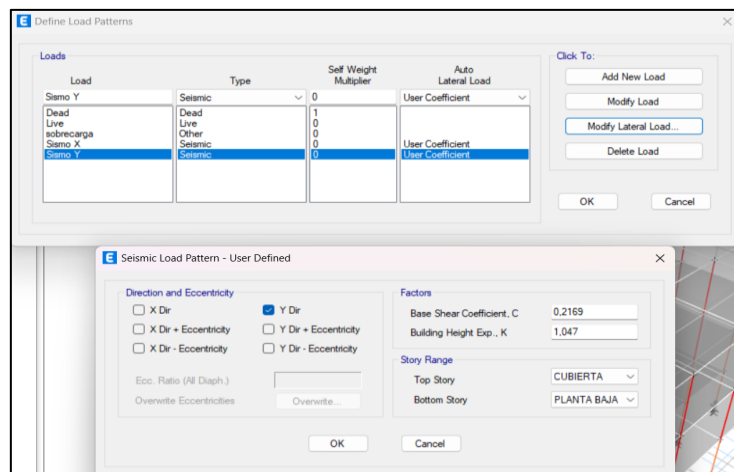 Define Load Patterns
Loads
Click To:
Load Type Self Weight Multiplier Auto Lateral Load
Sismo Y Seismic 0 User Coefficient
Dead Dead 1
Live Live 0
sobrecarga Other 0
Sismo X Seismic 0 User Coefficient
Sismo Y Seismic 0 User Coefficient
Add New Load
Modify Load
Modify Lateral Load...
Delete Load
OK Cancel
Seismic Load Pattern - User Defined
Direction and Eccentricity
X Dir Y Dir
X Dir + Eccentricity Y Dir + Eccentricity
X Dir - Eccentricity Y Dir - Eccentricity
Ecc. Ratio (All Diaph.)
Overwrite Eccentricities Overwrite...
Factors
Base Shear Coefficient, C 0,2169
Building Height Exp., K 1,047
Story Range
Top Story CUBIERTA
Bottom Story PLANTA BAJA
OK Cancel